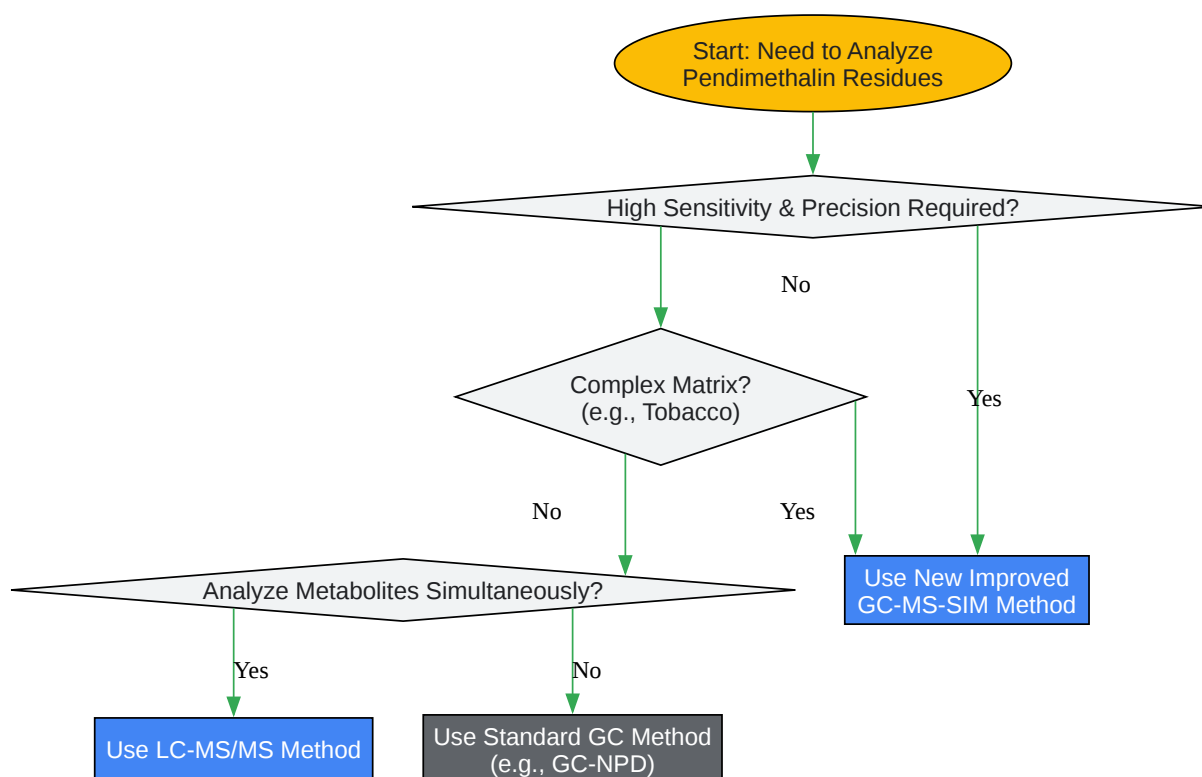 Start: Need to Analyze
Pendimethalin Residues
High Sensitivity & Precision Required?
No
Complex Matrix?
(e.g., Tobacco)
Yes
No
Yes
Use New Improved
GC-MS-SIM Method
Analyze Metabolites Simultaneously?
Yes
No
Use LC-MS/MS Method
Use Standard GC Method
(e.g., GC-NPD)